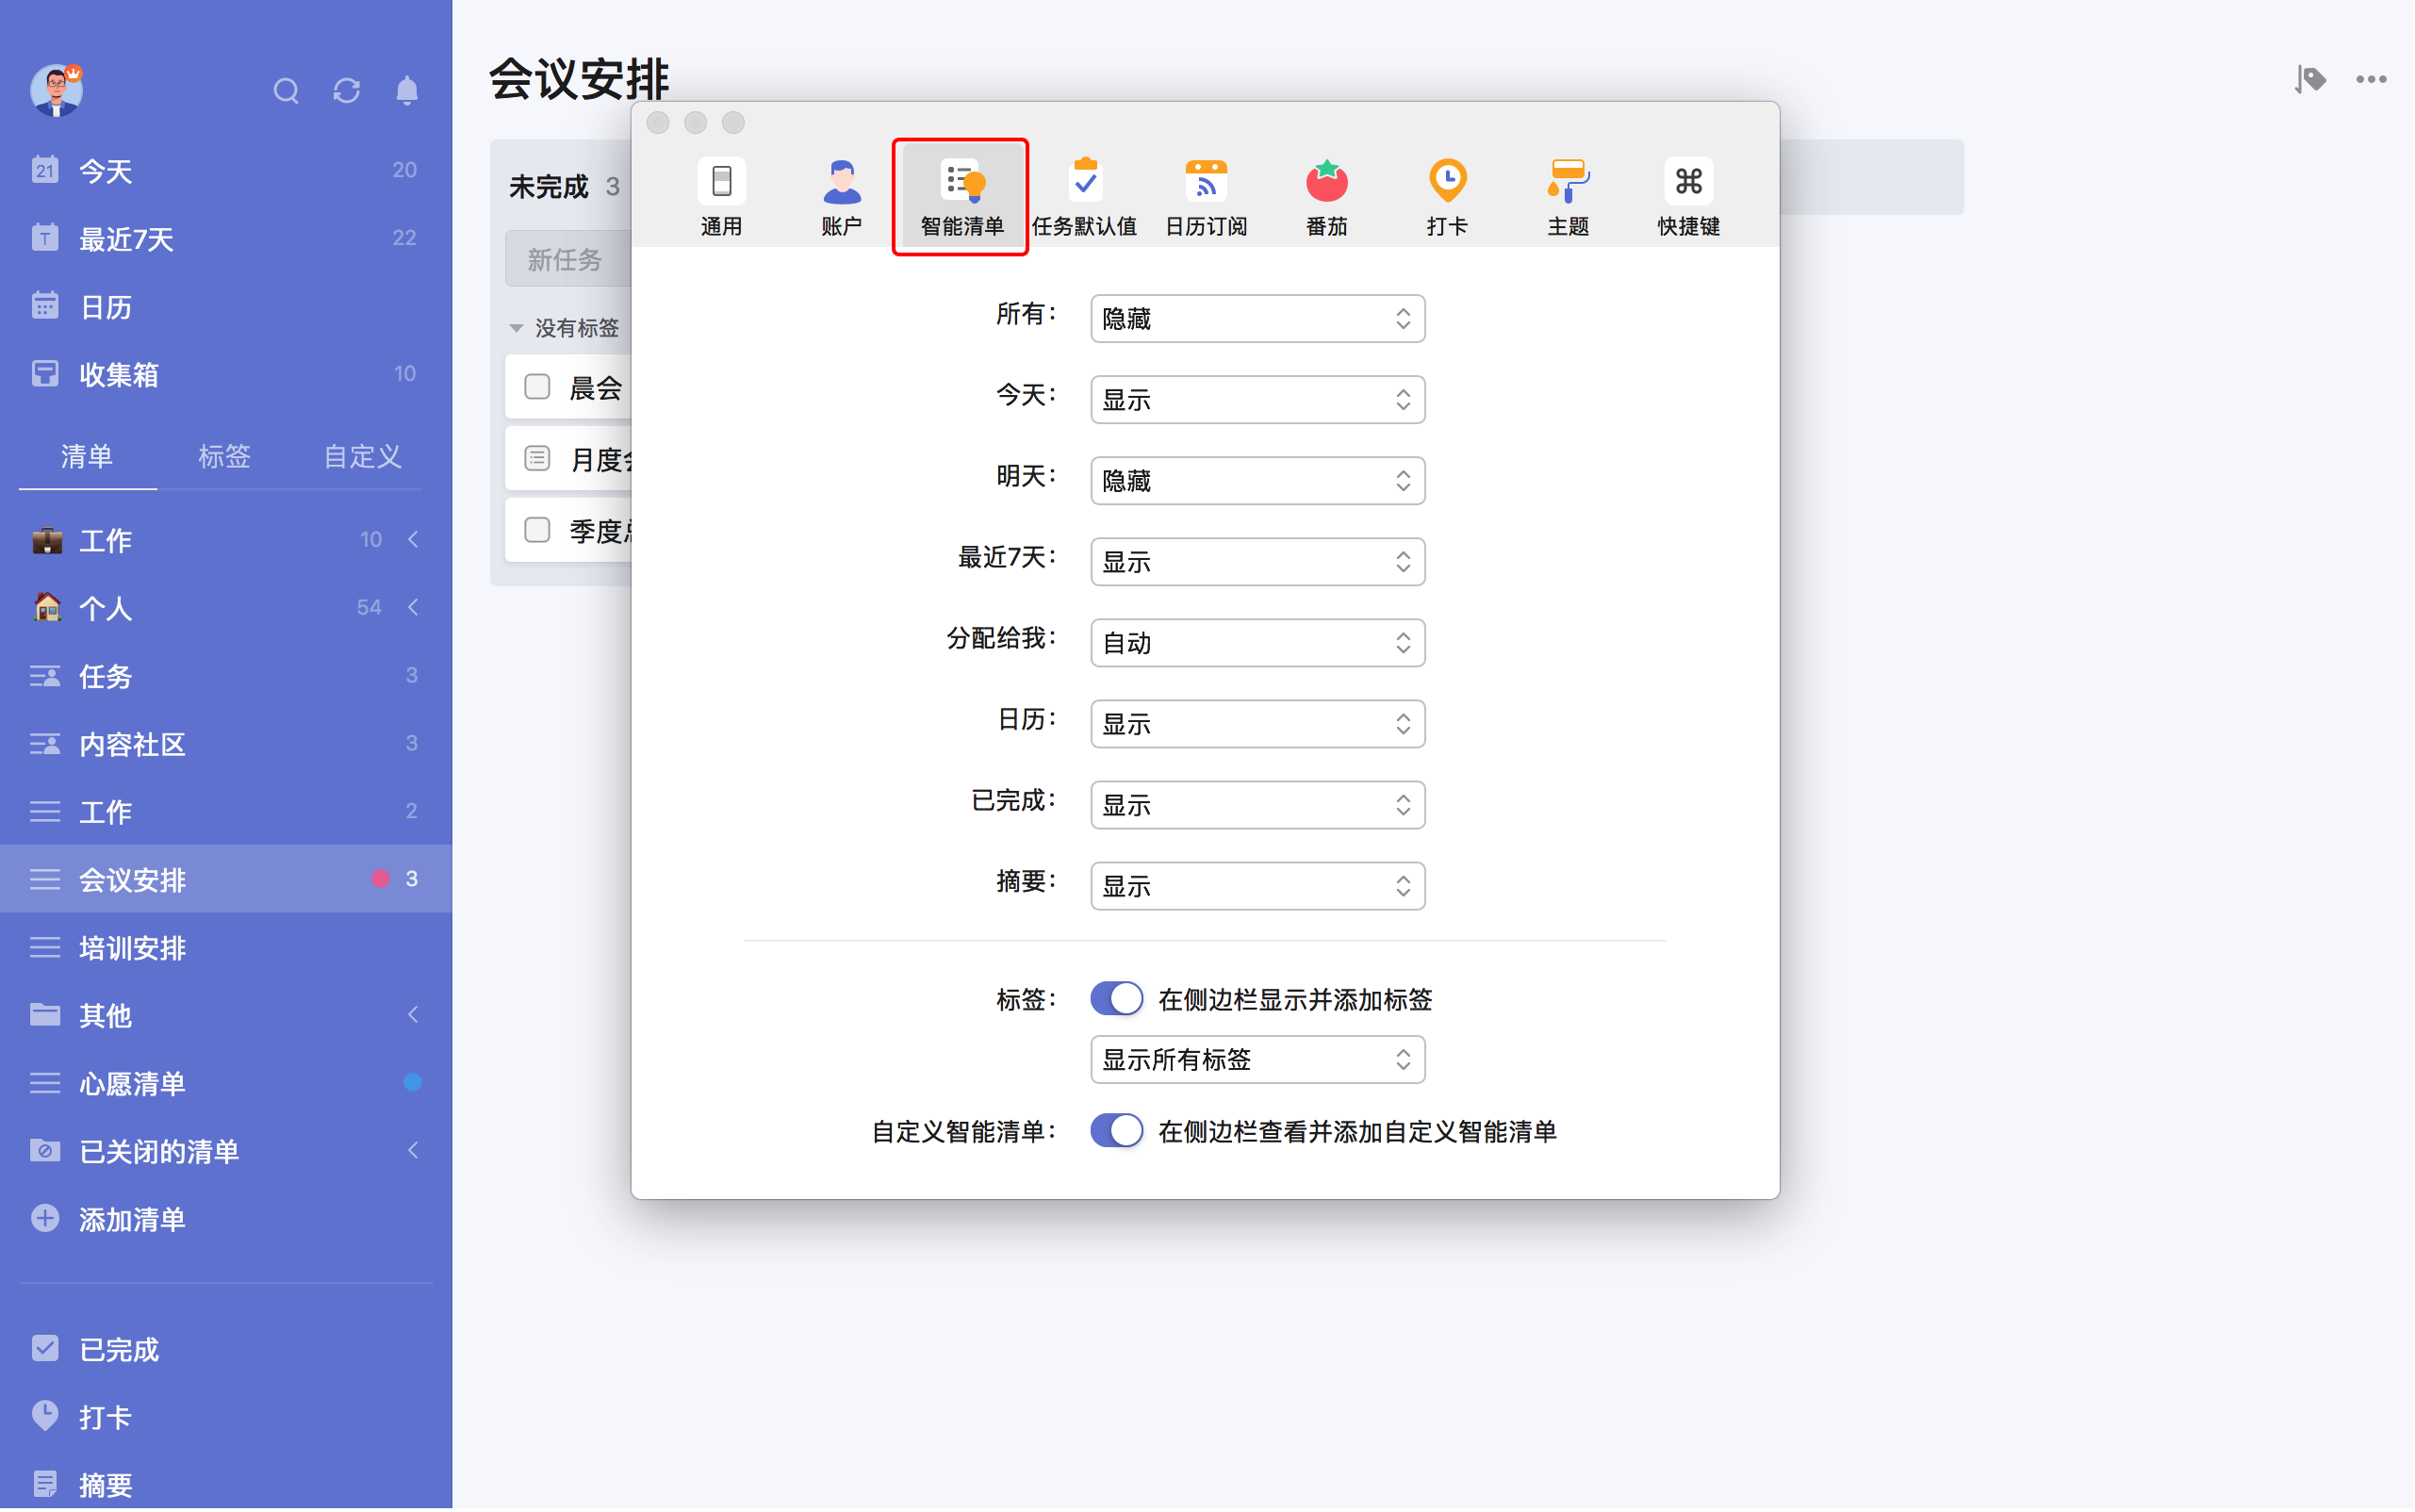 21 今天 20
T 最近7天 22
日历
收集箱 10
清单 标签 自定义
工作 10
个人 54
任务 3
内容社区 3
工作 2
会议安排 3
培训安排
其他
心愿清单
已关闭的清单
添加清单
已完成
打卡
摘要
会议安排
未完成 3
新任务
没有标签
晨会
月度
季度
通用 账户 智能清单 任务默认值 日历订阅 番茄 打卡 主题 快捷键
所有： 隐藏
今天： 显示
明天： 隐藏
最近7天： 显示
分配给我： 自动
日历： 显示
已完成： 显示
摘要： 显示
标签： 在侧边栏显示并添加标签
显示所有标签
自定义智能清单： 在侧边栏查看并添加自定义智能清单